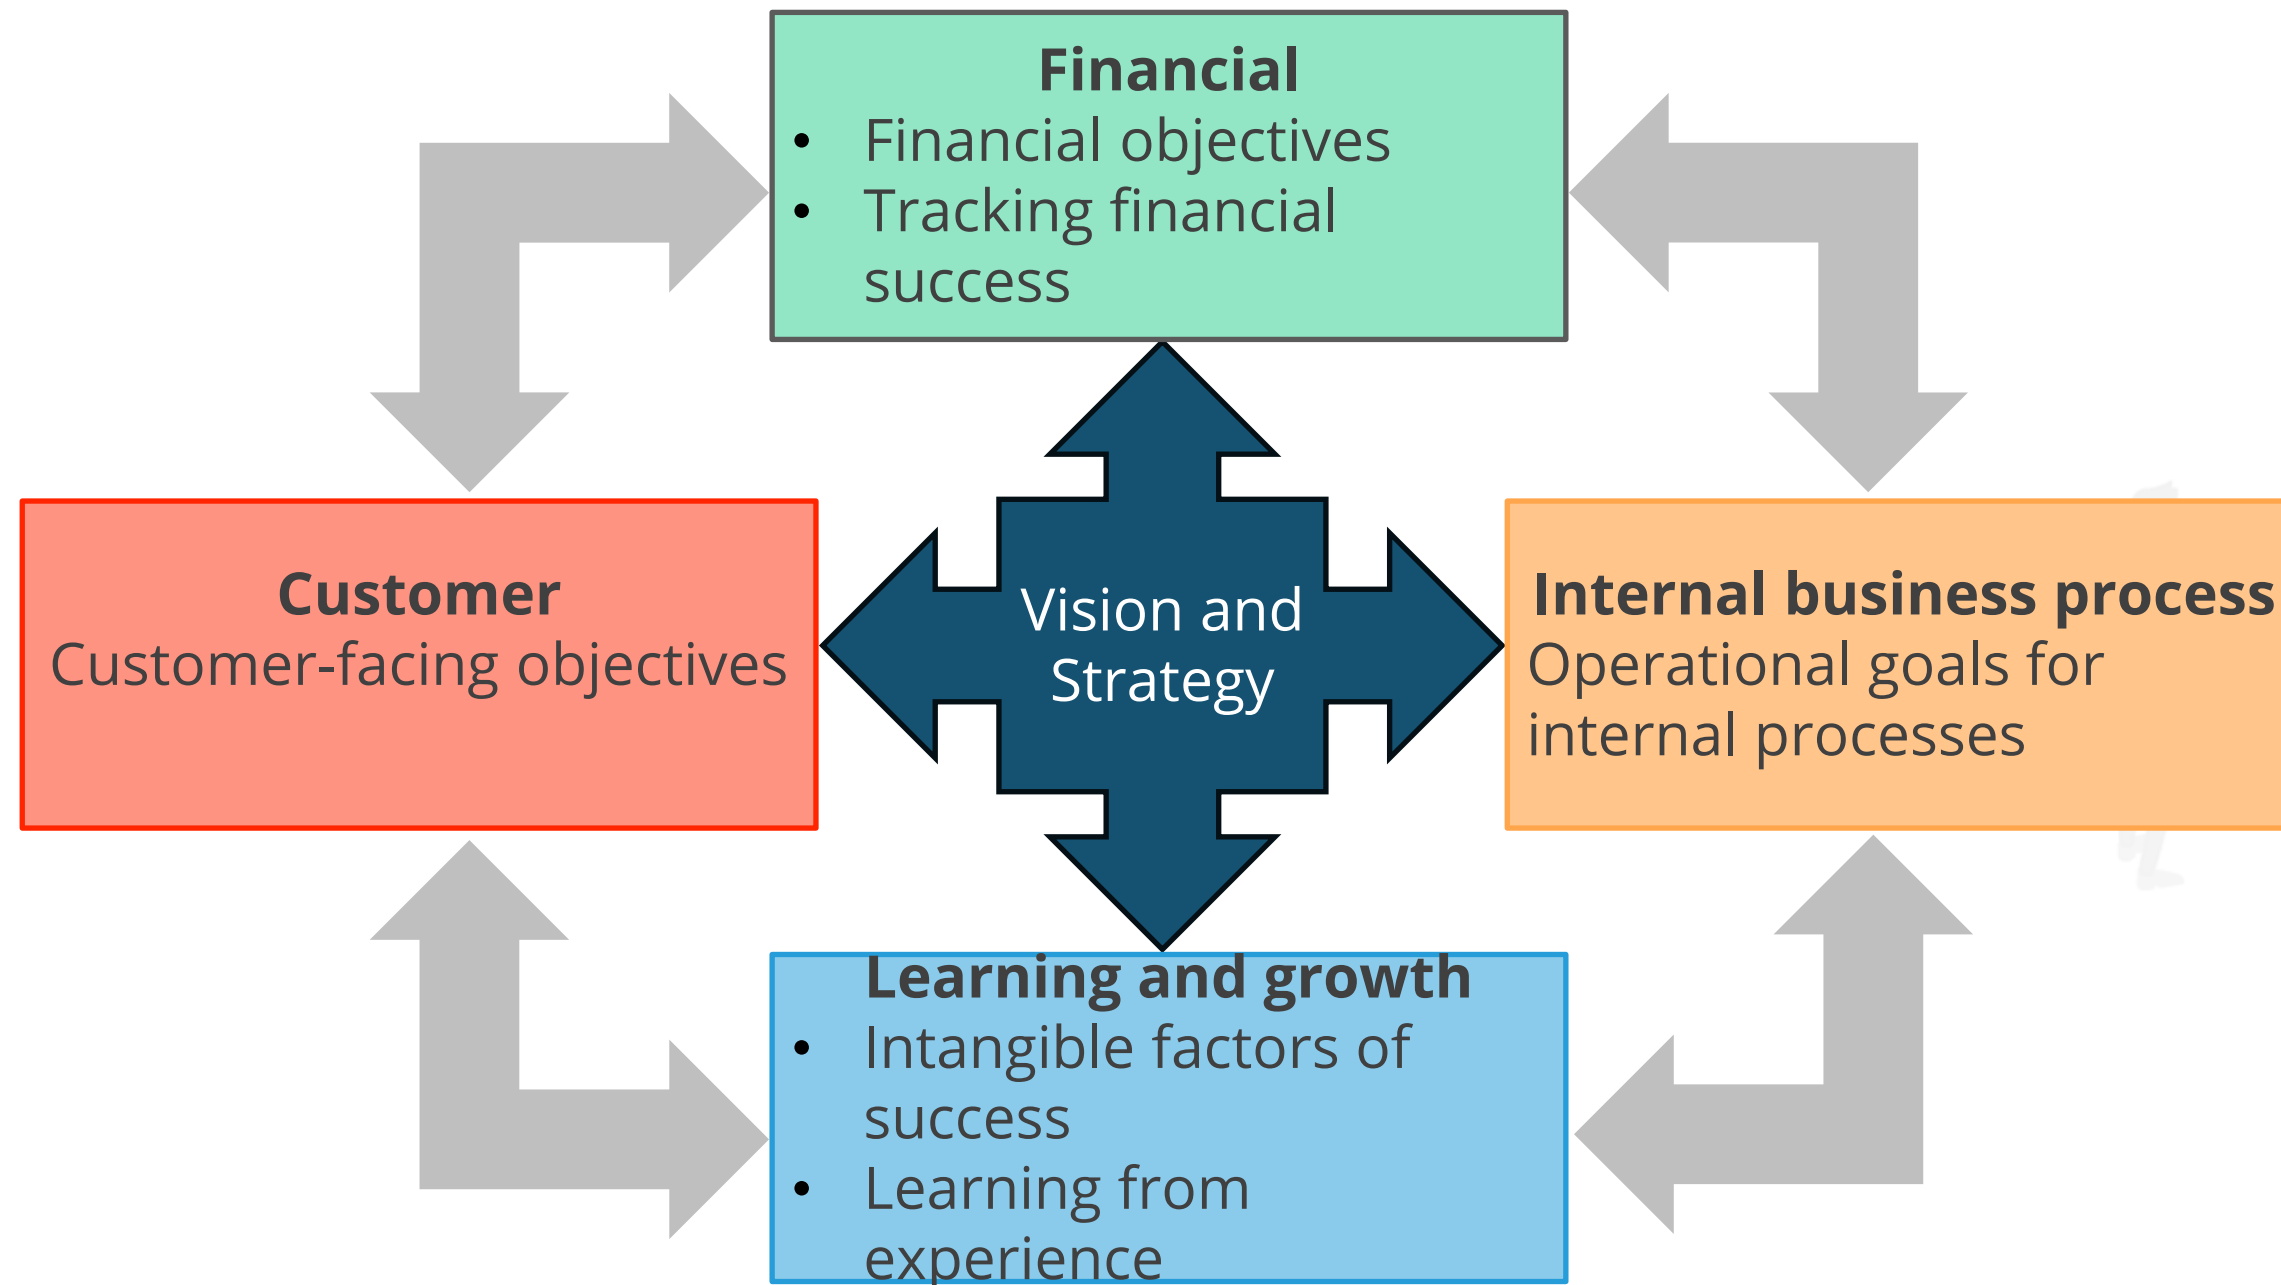 Financial
• Financial objectives
• Tracking financial
success
Customer
Customer-facing objectives
Vision and
Strategy
Internal business process
Operational goals for
internal processes
Learning and growth
• Intangible factors of
success
• Learning from
experience